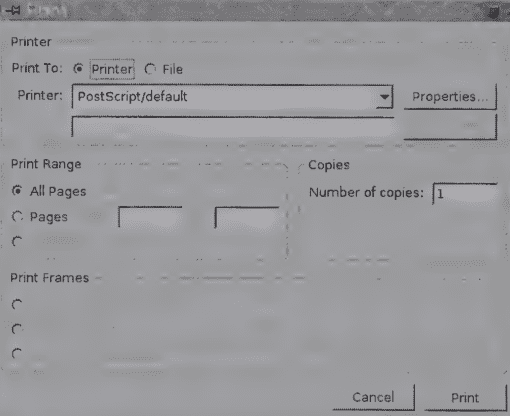 Print
Printer
Print To: Printer File
Printer: PostScript/default Properties...
Print Range
All Pages
Pages
Copies
Number of copies: 1
Print Frames
Cancel Print